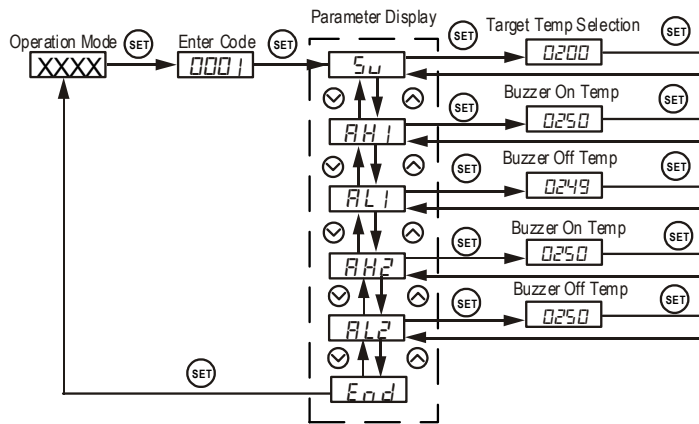 Parameter Display
Operation Mode SET Enter Code SET SET Target Temp Selection SET
XXXX 0001 Su 0200
SET Buzzer On Temp SET
AH1 0250
SET Buzzer Off Temp SET
AL1 0249
SET Buzzer On Temp SET
AH2 0250
SET Buzzer Off Temp SET
AL2 0250
SET
End